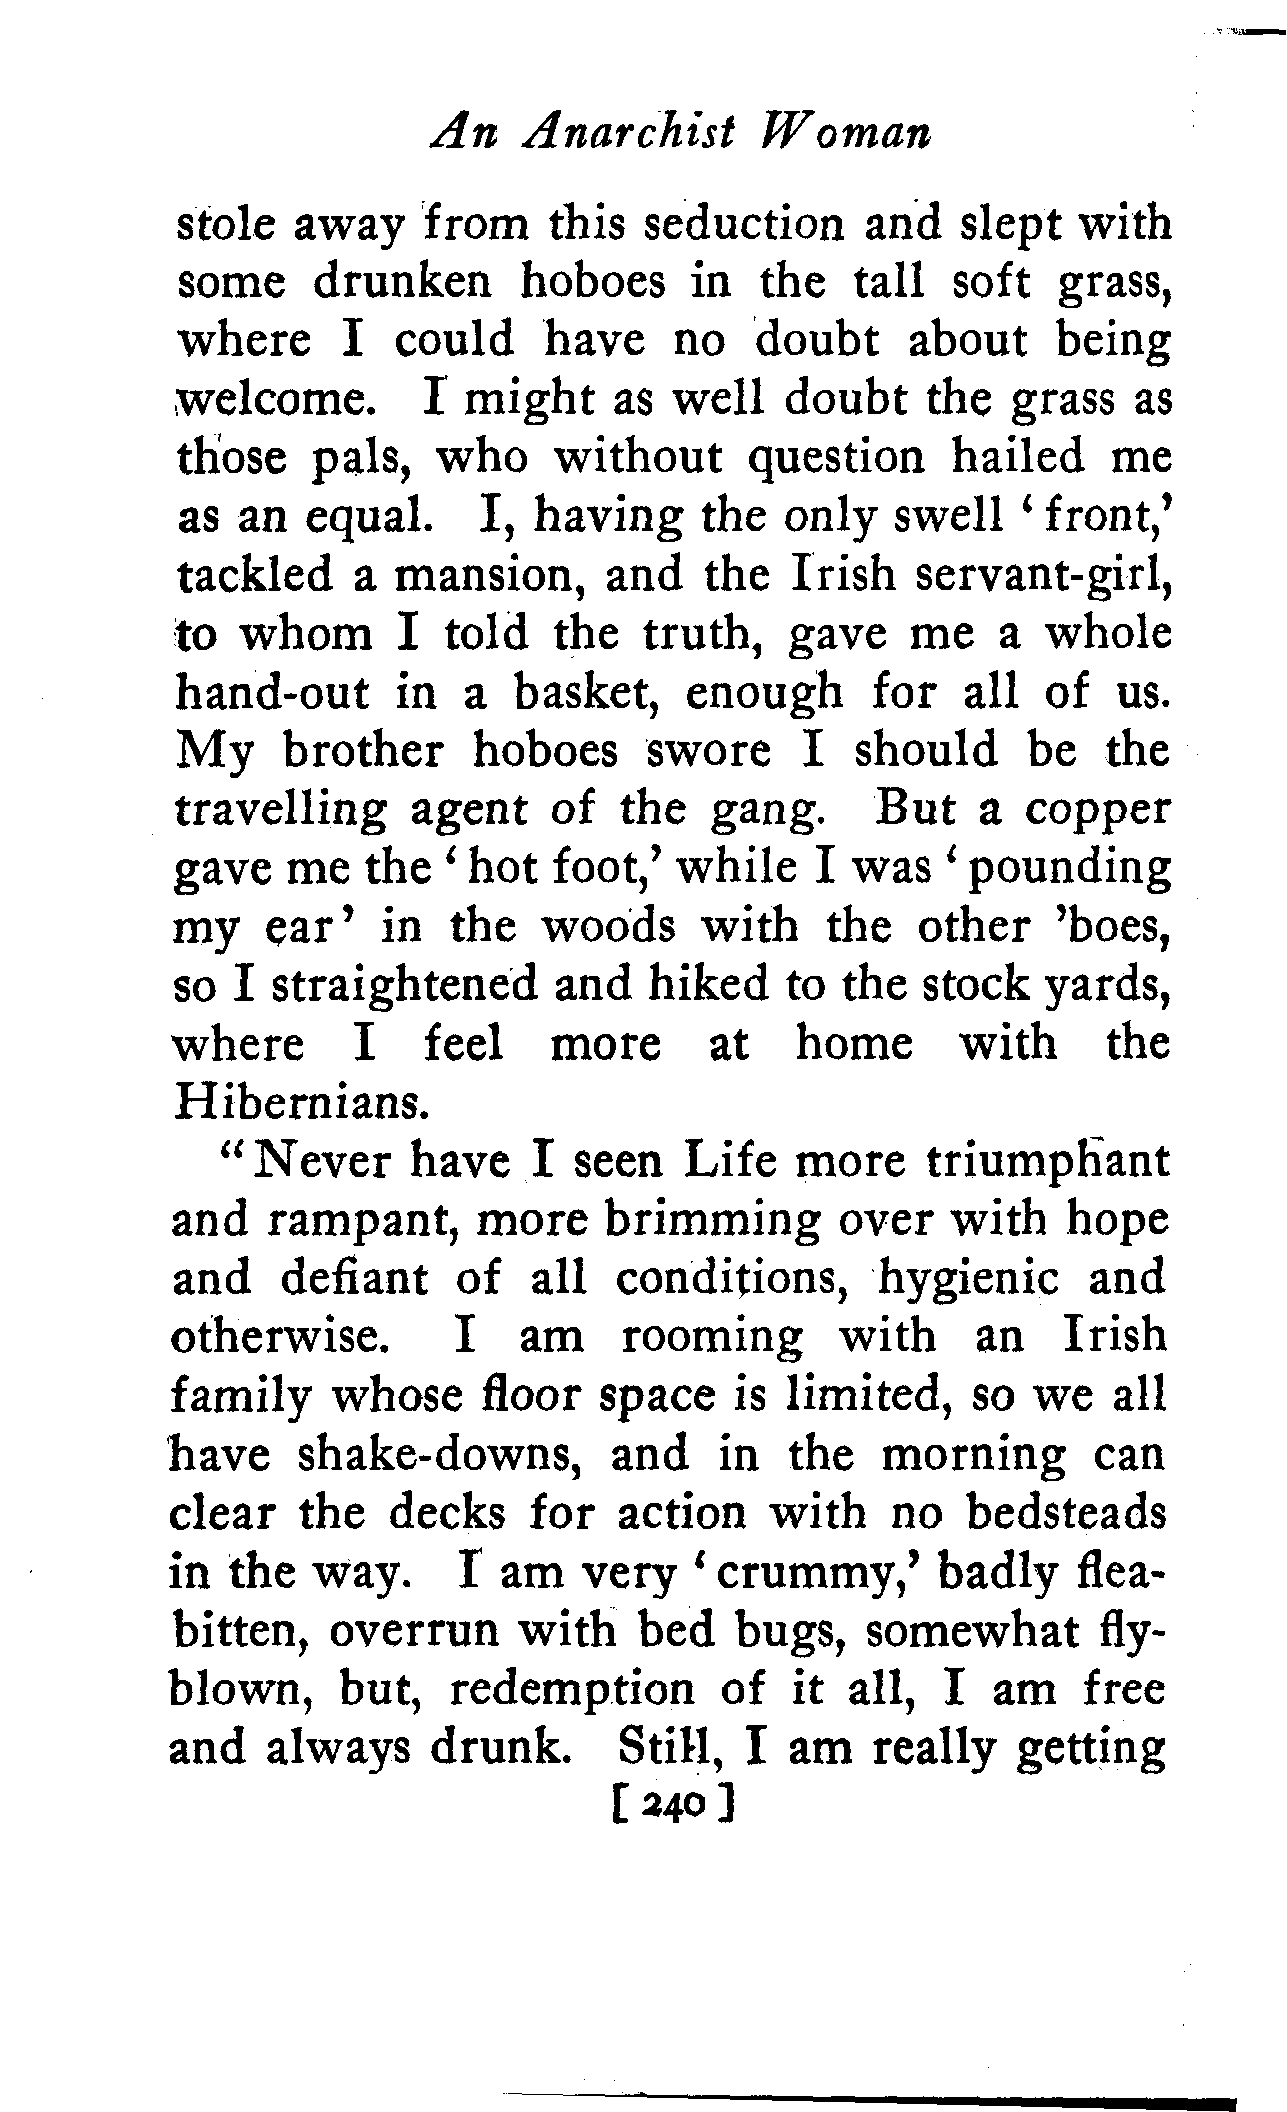 An Anarchist Woman
stole away from this seduction and slept with
some drunken hoboes in the tall soft grass,
where I could have no doubt about being
welcome. I might as well doubt the grass as
those pals, who without question hailed me
as an equal. I, having the only swell ‘front,’
tackled a mansion, and the Irish servant-girl,
to whom I told the truth, gave me a whole
hand-out in a basket, enough for all of us.
My brother hoboes swore I should be the
travelling agent of the gang. But a copper
gave me the ‘hot foot,’ while I was ‘pounding
my ear’ in the woods with the other ’boes,
so I straightened and hiked to the stock yards,
where I feel more at home with the
Hibernians.
“Never have I seen Life more triumphant
and rampant, more brimming over with hope
and defiant of all conditions, hygienic and
otherwise. I am rooming with an Irish
family whose floor space is limited, so we all
have shake-downs, and in the morning can
clear the decks for action with no bedsteads
in the way. I am very ‘crummy,’ badly flea-
bitten, overrun with bed bugs, somewhat fly-
blown, but, redemption of it all, I am free
and always drunk. Still, I am really getting
[240]